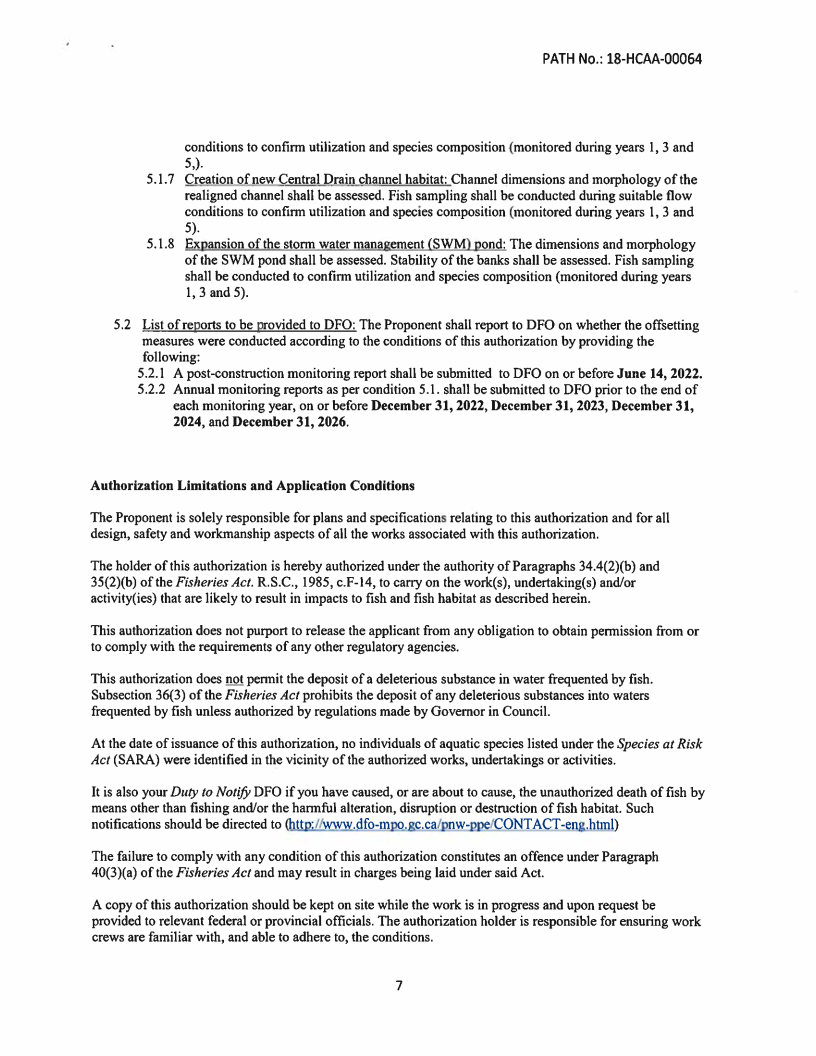 PATH No.: 18-HCAA-00064
conditions to confirm utilization and species composition (monitored during years 1, 3 and
5,).
5.1.7 Creation of new Central Drain channel habitat: Channel dimensions and morphology of the
realigned channel shall be assessed. Fish sampling shall be conducted during suitable flow
conditions to confirm utilization and species composition (monitored during years 1, 3 and
5).
5.1.8 Expansion of the storm water management (SWM) pond: The dimensions and morphology
of the SWM pond shall be assessed. Stability of the banks shall be assessed. Fish sampling
shall be conducted to confirm utilization and species composition (monitored during years
1, 3 and 5).
5.2 List of reports to be provided to DFO: The Proponent shall report to DFO on whether the offsetting
measures were conducted according to the conditions of this authorization by providing the
following:
5.2.1 A post-construction monitoring report shall be submitted to DFO on or before June 14, 2022.
5.2.2 Annual monitoring reports as per condition 5.1. shall be submitted to DFO prior to the end of
each monitoring year, on or before December 31, 2022, December 31, 2023, December 31,
2024, and December 31, 2026.
Authorization Limitations and Application Conditions
The Proponent is solely responsible for plans and specifications relating to this authorization and for all
design, safety and workmanship aspects of all the works associated with this authorization.
The holder of this authorization is hereby authorized under the authority of Paragraphs 34.4(2)(b) and
35(2)(b) of the Fisheries Act. R.S.C., 1985, c.F-14, to carry on the work(s), undertaking(s) and/or
activity(ies) that are likely to result in impacts to fish and fish habitat as described herein.
This authorization does not purport to release the applicant from any obligation to obtain permission from or
to comply with the requirements of any other regulatory agencies.
This authorization does not permit the deposit of a deleterious substance in water frequented by fish.
Subsection 36(3) of the Fisheries Act prohibits the deposit of any deleterious substances into waters
frequented by fish unless authorized by regulations made by Governor in Council.
At the date of issuance of this authorization, no individuals of aquatic species listed under the Species at Risk
Act (SARA) were identified in the vicinity of the authorized works, undertakings or activities.
It is also your Duty to Notify DFO if you have caused, or are about to cause, the unauthorized death of fish by
means other than fishing and/or the harmful alteration, disruption or destruction of fish habitat. Such
notifications should be directed to (http://www.dfo-mpo.gc.ca/pnw-ppe/CONTACT-eng.html)
The failure to comply with any condition of this authorization constitutes an offence under Paragraph
40(3)(a) of the Fisheries Act and may result in charges being laid under said Act.
A copy of this authorization should be kept on site while the work is in progress and upon request be
provided to relevant federal or provincial officials. The authorization holder is responsible for ensuring work
crews are familiar with, and able to adhere to, the conditions.
7